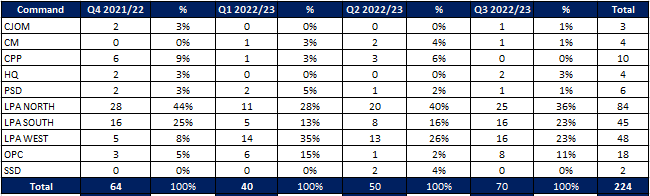 Command Q4 2021/22 % Q1 2022/23 % Q2 2022/23 % Q3 2022/23 % Total
CJOM 2 3% 0 0% 0 0% 1 1% 3
CM 0 0% 1 3% 2 4% 1 1% 4
CPP 6 9% 1 3% 3 6% 0 0% 10
HQ 2 3% 0 0% 0 0% 2 3% 4
PSD 2 3% 2 5% 1 2% 1 1% 6
LPA NORTH 28 44% 11 28% 20 40% 25 36% 84
LPA SOUTH 16 25% 5 13% 8 16% 16 23% 45
LPA WEST 5 8% 14 35% 13 26% 16 23% 48
OPC 3 5% 6 15% 1 2% 8 11% 18
SSD 0 0% 0 0% 2 4% 0 0% 2
Total 64 100% 40 100% 50 100% 70 100% 224